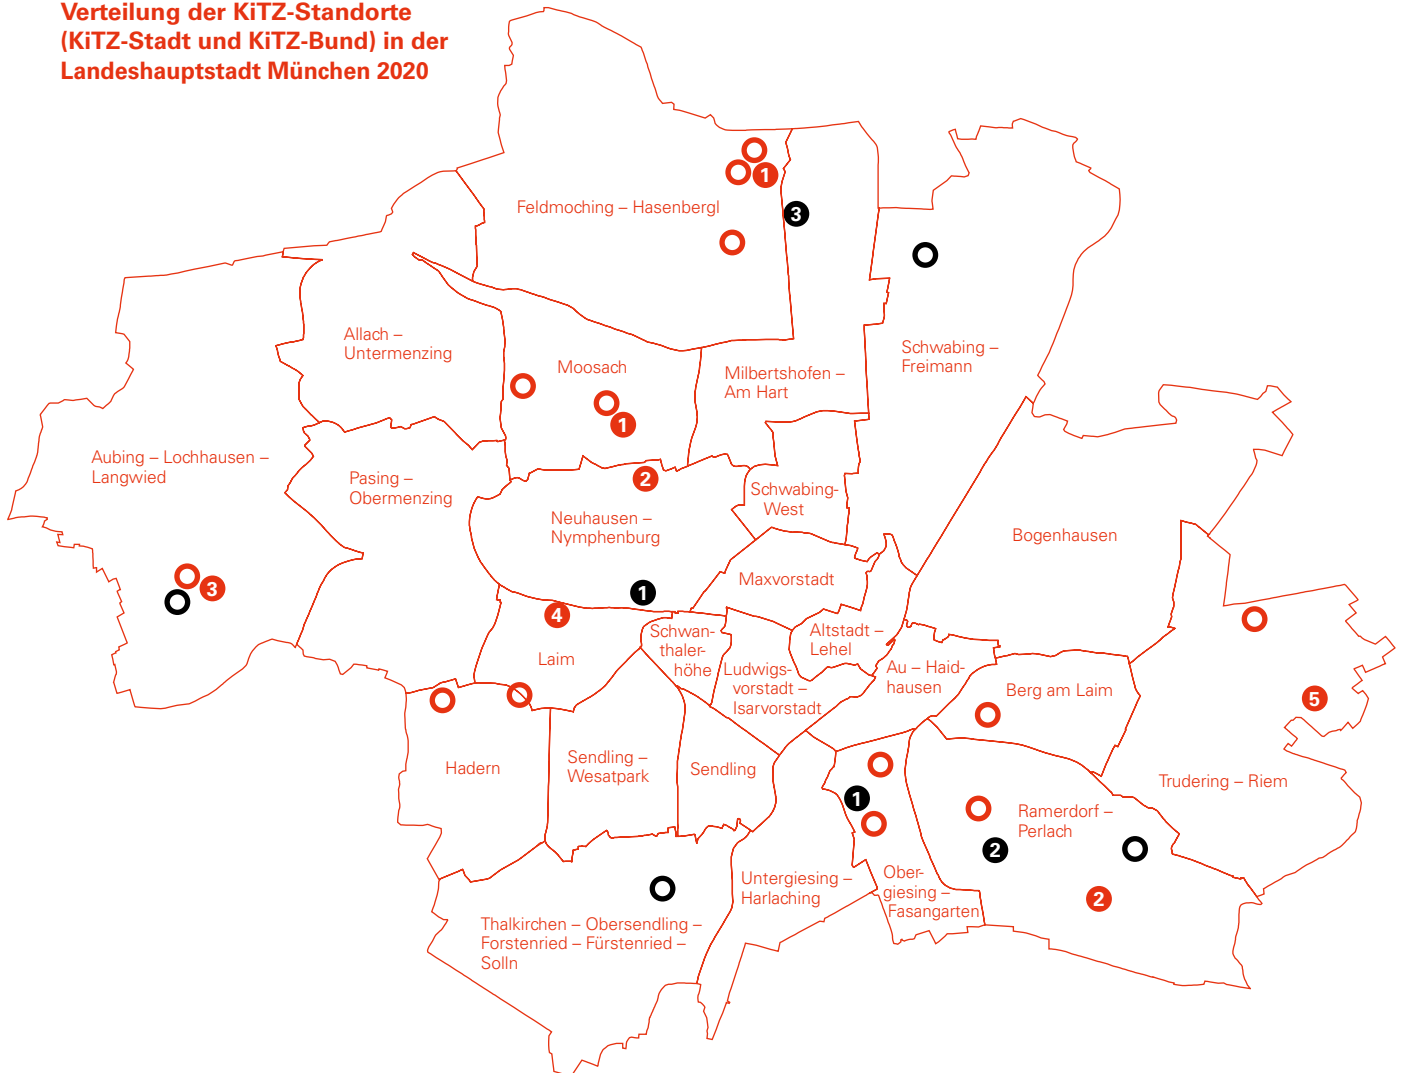 Verteilung der KiTZ-Standorte
(KiTZ-Stadt und KiTZ-Bund) in der
Landeshauptstadt München 2020
1
Feldmoching – Hasenbergl
3
Allach –
Untermenzing
Moosach
Milbertshofen –
Am Hart
Schwabing –
Freimann
1
Aubing – Lochhausen –
Langwied
Pasing –
Obermenzing
2
Neuhausen –
Nymphenburg
Schwabing-
West
Bogenhausen
3
1
Maxvorstadt
4
Laim
Schwan-
thaler-
höhe
Ludwigs-
vorstadt –
Isarvorstadt
Altstadt –
Lehel
Au – Haid-
hausen
Berg am Laim
5
Hadern
Sendling –
Wesatpark
Sendling
1
Trudering – Riem
Ramerdorf –
Perlach
2
2
Untergiesing –
Harlaching
Ober-
giesing –
Fasangarten
Thalkirchen – Obersendling –
Forstenried – Fürstenried –
Solln